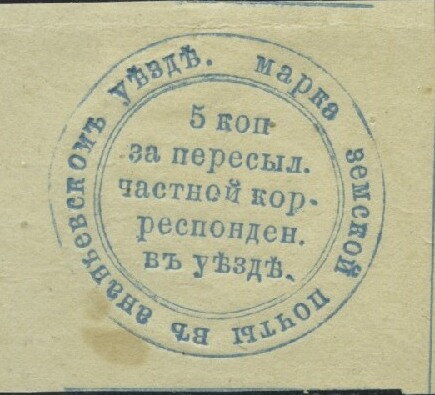 марка земской почты въ ананьевскомъ уѣздѣ.
5 коп
за пересыл.
частной кор-
респонден.
въ уѣздѣ.